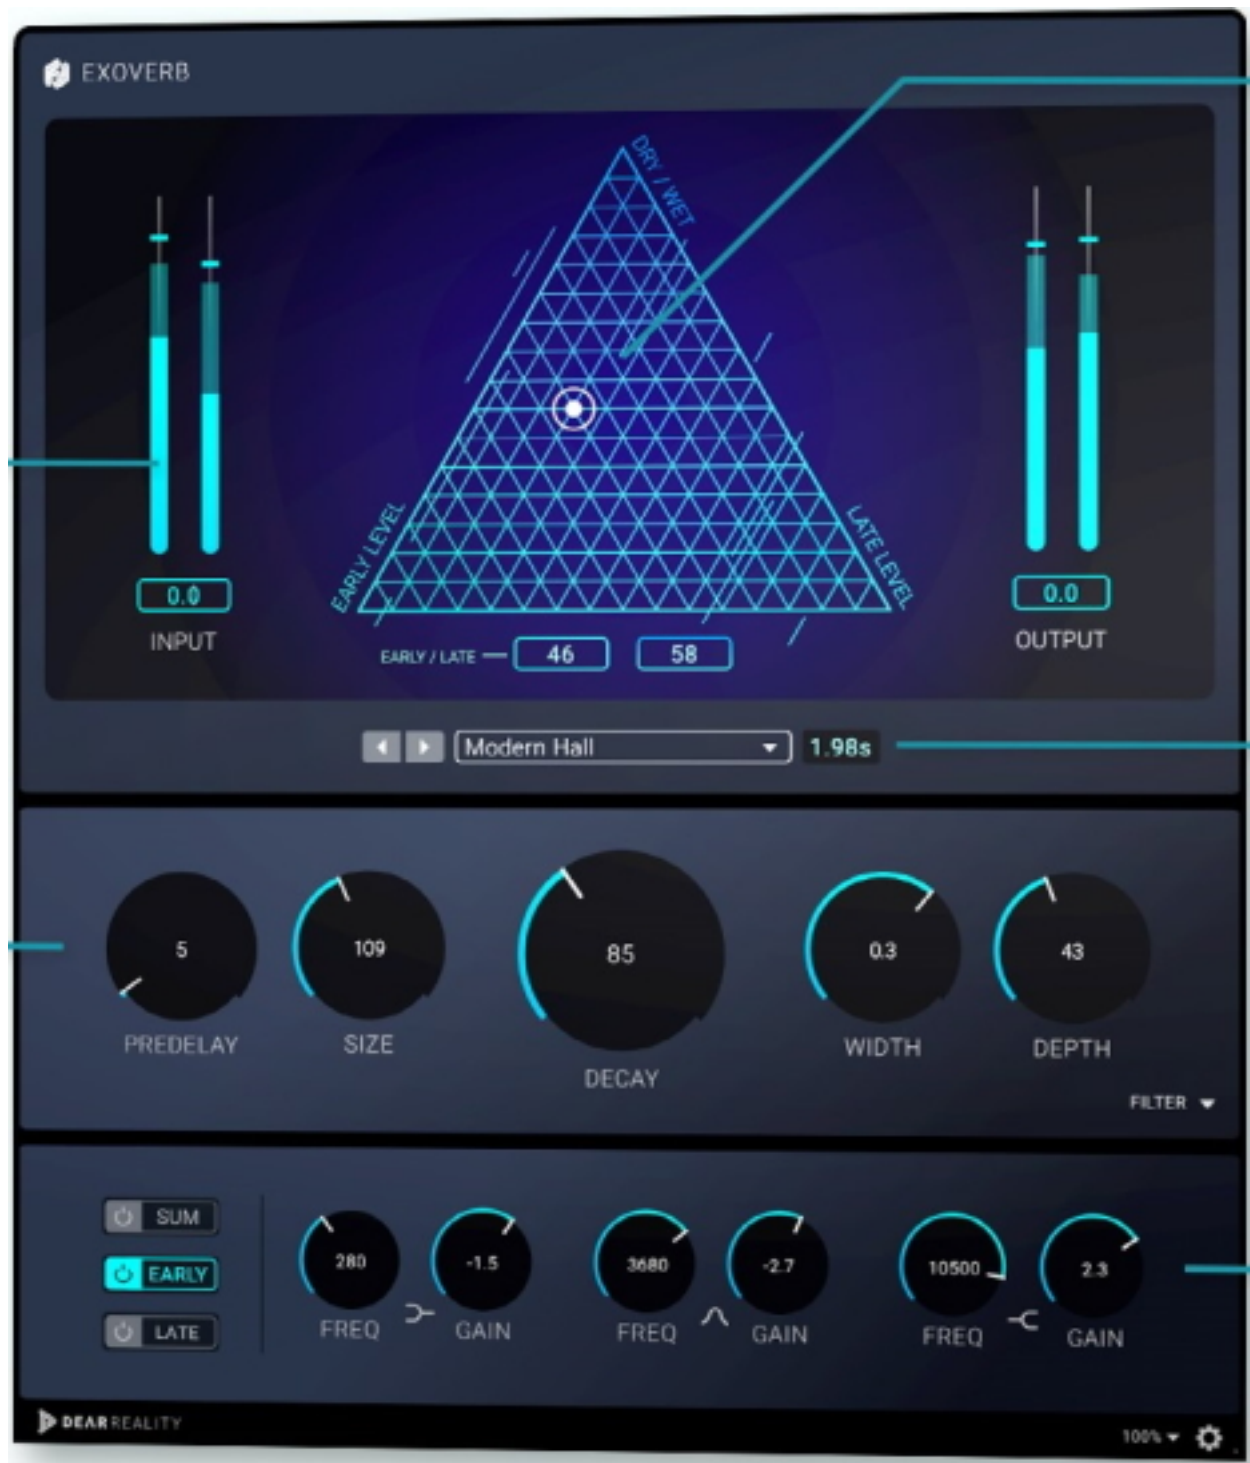 EXOVERB
DRY / WET
EARLY LEVEL
LATE LEVEL
0.0
INPUT
0.0
OUTPUT
EARLY / LATE
46
58
Modern Hall
1.98s
5
PREDELAY
109
SIZE
85
DECAY
0.3
WIDTH
43
DEPTH
FILTER
SUM
EARLY
LATE
280
FREQ
-1.5
GAIN
3680
FREQ
-2.7
GAIN
10500
FREQ
2.3
GAIN
DEARREALITY
100%